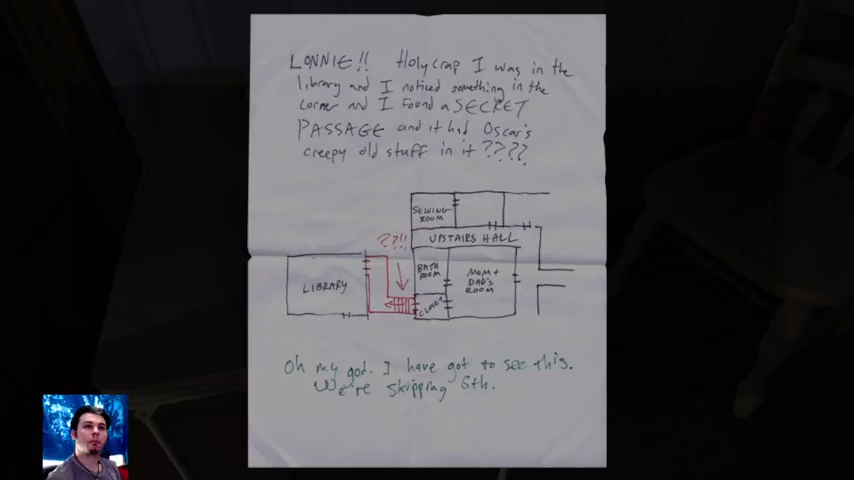 LONNIE!! Holy crap I was in the
library and I noticed something in the
corner and I found a SECRET
PASSAGE and it had Oscar's
creepy old stuff in it ????
SEWING
ROOM
??!!
UPSTAIRS HALL
BATH
ROOM
MOM +
DAD'S
ROOM
LIBRARY
CLOSET
Oh my god. I have got to see this.
We're skipping 6th.